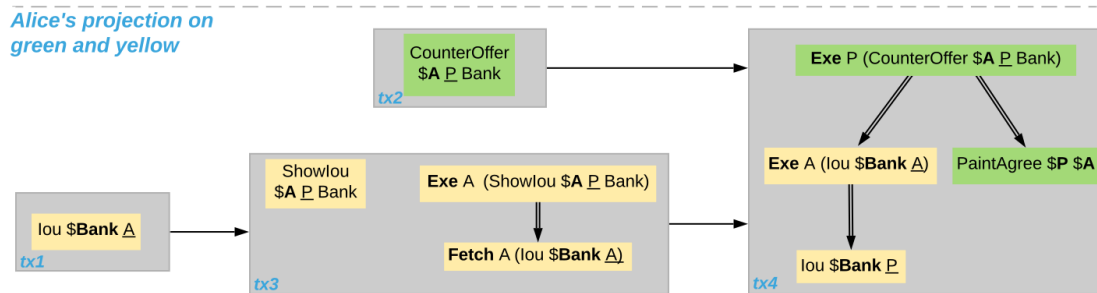 Alice's projection on
green and yellow
CounterOffer
$A P Bank
tx2
Exe P (CounterOffer $A P Bank)
Exe A (Iou $Bank A)
PaintAgree $P $A
Iou $Bank P
tx4
ShowIou
$A P Bank
Exe A (ShowIou $A P Bank)
Fetch A (Iou $Bank A)
tx3
Iou $Bank A
tx1